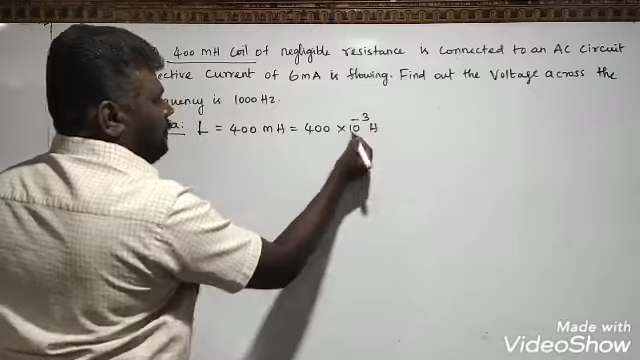 400 mH coil of negligible resistance is connected to an AC circuit
ective current of 6mA is flowing. Find out the voltage across the
quency is 1000 Hz.
a: L = 400 mH = 400 × 10⁻³ H
Made with
VideoShow